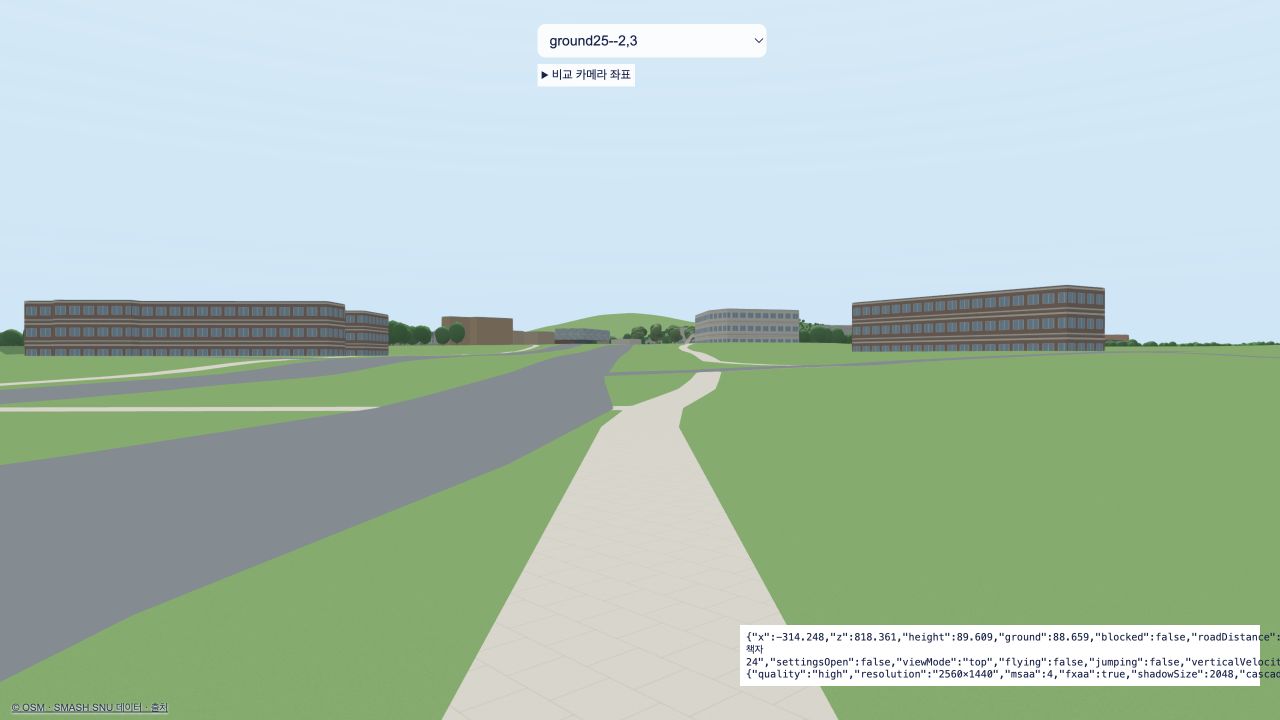 ground25--2,3
▶ 비교 카메라 좌표
{"x":−314.248,"z":818.361,"height":89.609,"ground":88.659,"blocked":false,"roadDistance":
책자
24","settingsOpen":false,"viewMode":"top","flying":false,"jumping":false,"verticalVelocit
{"quality":"high","resolution":"2560×1440","msaa":4,"fxaa":true,"shadowSize":2048,"cascad
© OSM · SMASH SNU 데이터 · 출처